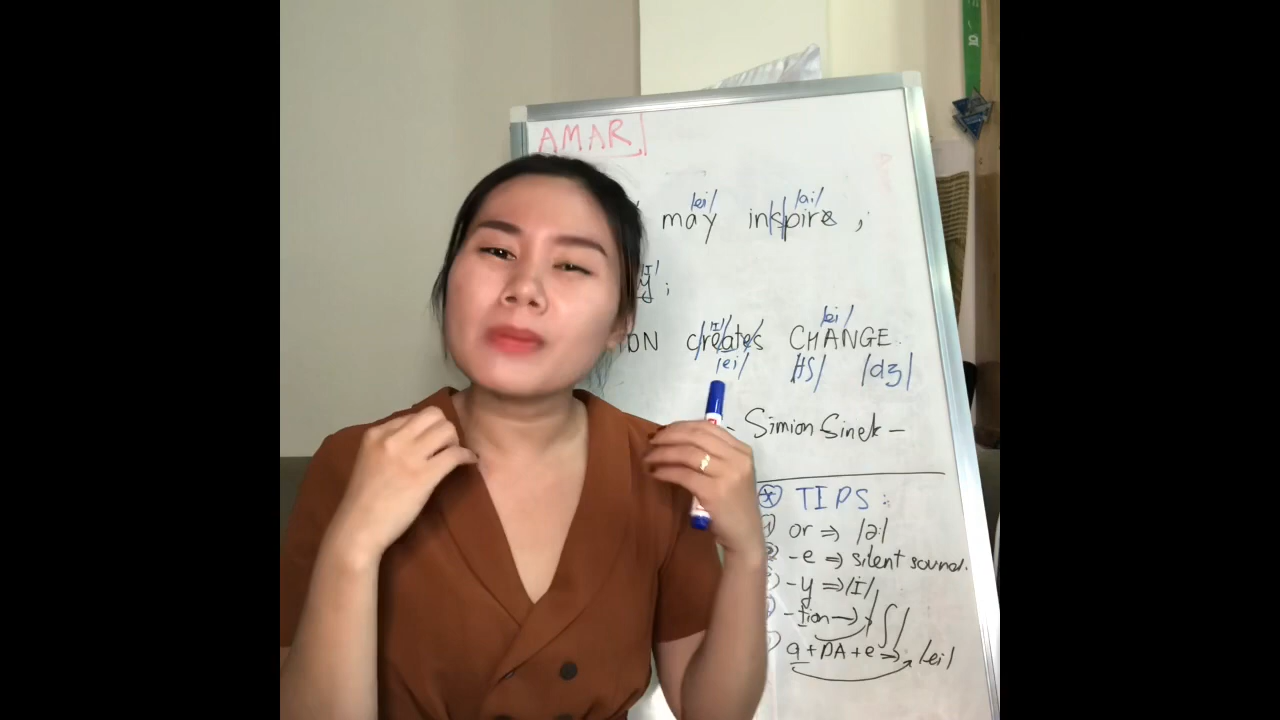 AMAR
may inspire ;
/ei/ /ai/
y ;
/I/
ON creates CHANGE.
/I/ /ei/
/ei/ /tS/ /dʒ/
- Simion Sinek -
TIPS :
or => /ə/
-e => silent sound.
-y => /I/
-tion -> /ʃ/
a + PA + e => /ei/